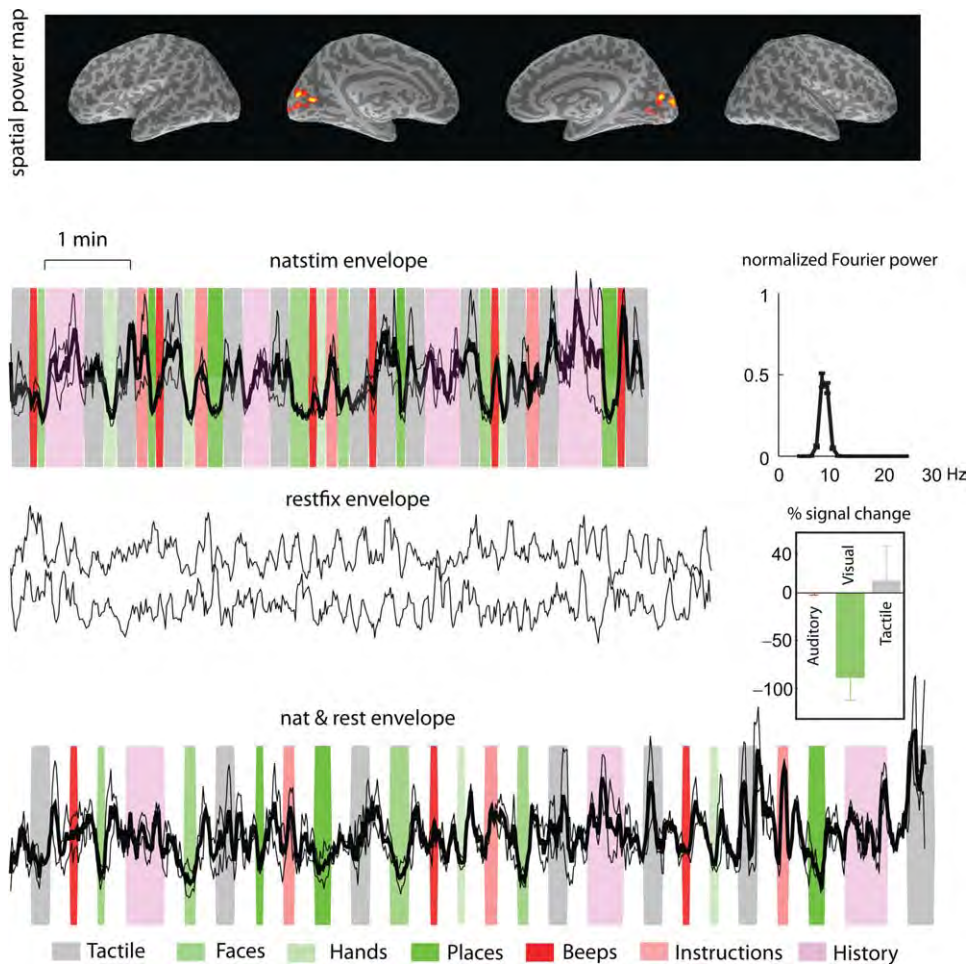 spatial power map
1 min
natstim envelope
normalized Fourier power
1
0.5
0
0 10 20 30 Hz
restfix envelope
% signal change
40
0
−50
−100
Auditory
Visual
Tactile
nat & rest envelope
Tactile Faces Hands Places Beeps Instructions History